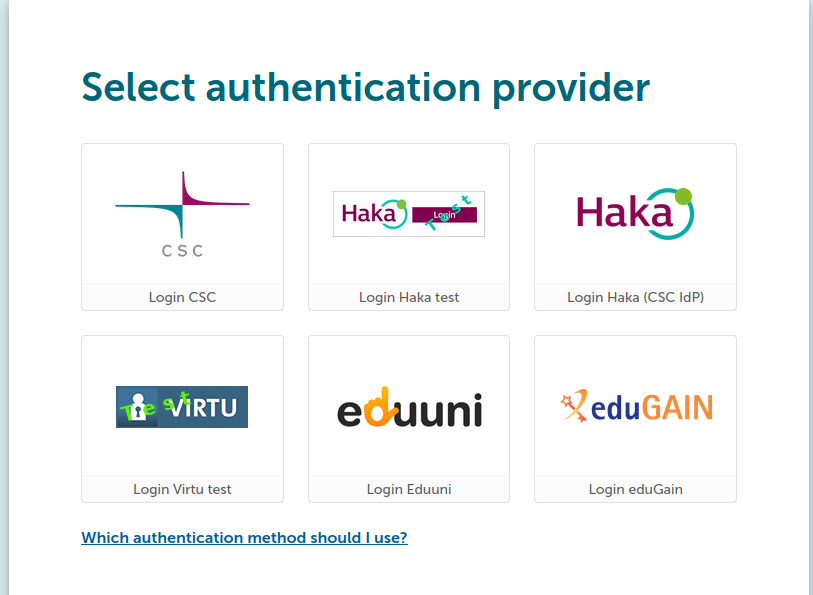 Select authentication provider
CSC
Login CSC
Haka Login Test
Login Haka test
Haka
Login Haka (CSC IdP)
Test VIRTU
Login Virtu test
eduuni
Login Eduuni
eduGAIN
Login eduGain
Which authentication method should I use?